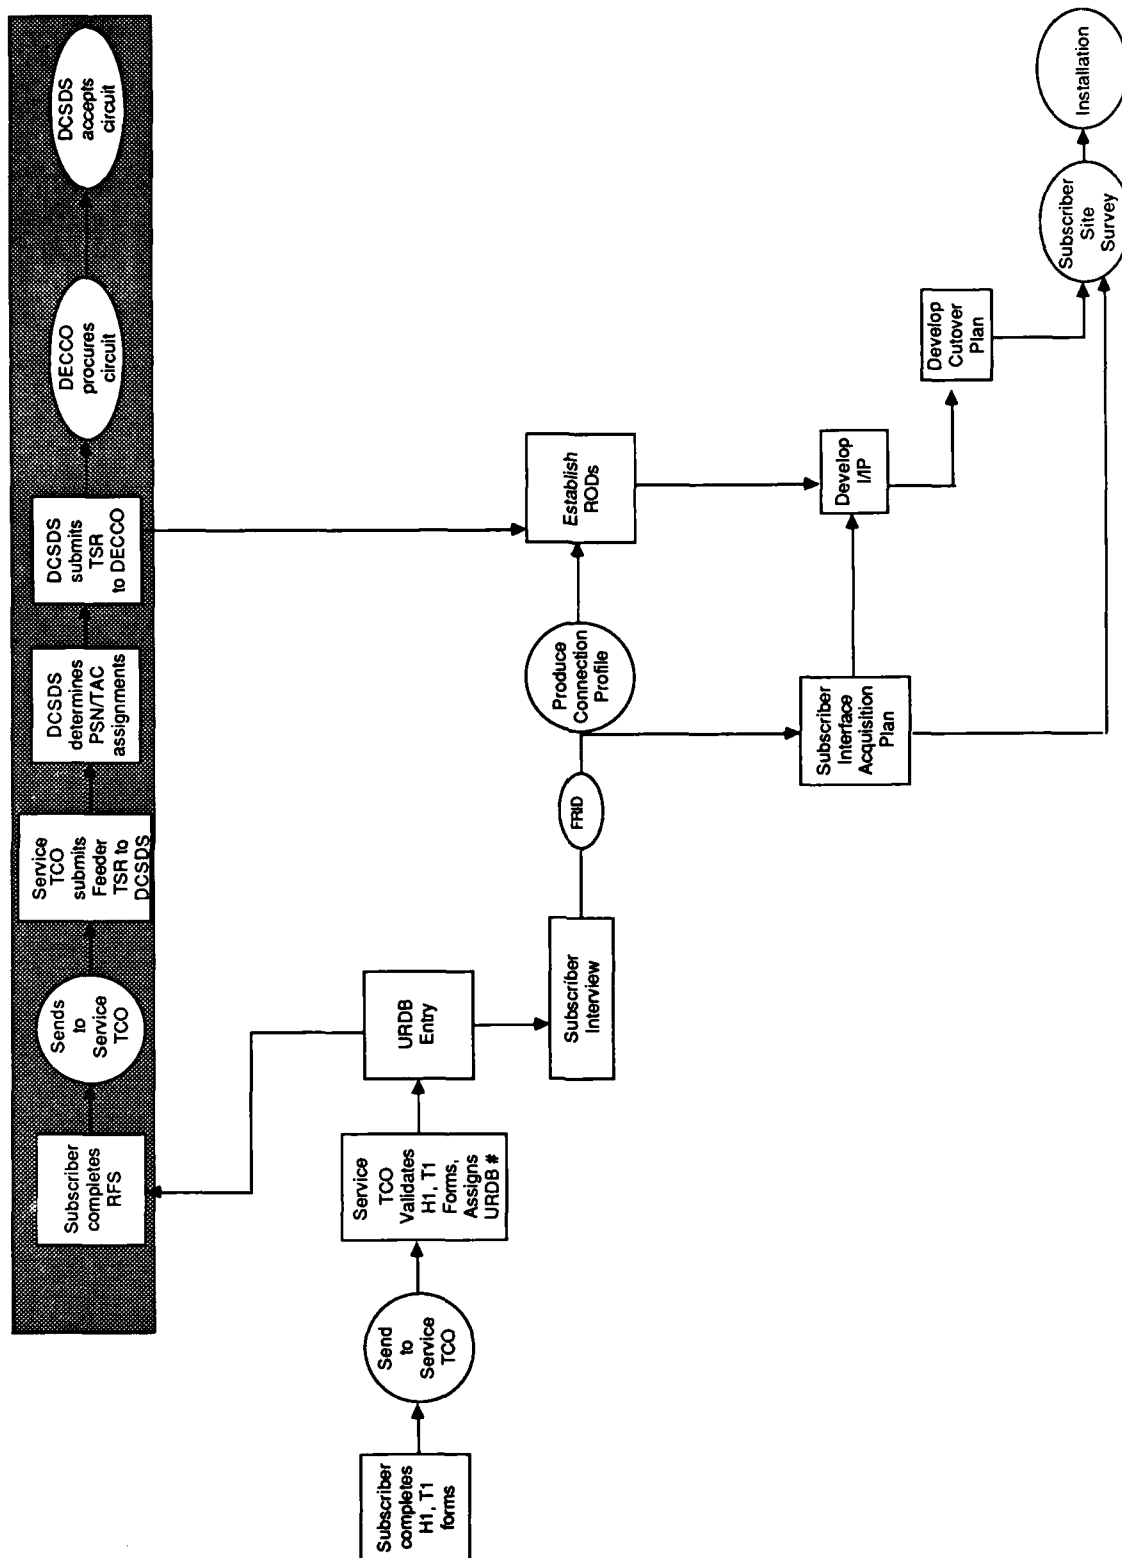 Subscriber
completes
RFS
Sends
to
Service
TCO
Service
TCO
submits
Feeder
TSR to
DCSDS
DCSDS
determines
PSN/TAC
assignments
DCSDS
submits
TSR
to DECCO
DECCO
procures
circuit
DCSDS
accepts
circuit
Subscriber
completes
H1, T1
forms
Send
to
Service
TCO
Service
TCO
Validates
H1, T1
Forms,
Assigns
URDB #
URDB
Entry
Subscriber
Interview
FRID
Produce
Connection
Profile
Establish
RODs
Subscriber
Interface
Acquisition
Plan
Develop
I/IP
Develop
Cutover
Plan
Subscriber
Site
Survey
Installation